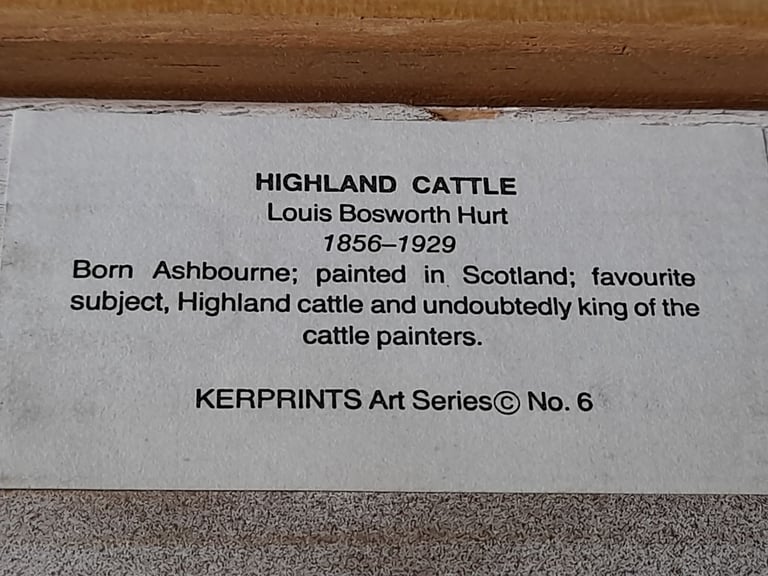 HIGHLAND CATTLE
Louis Bosworth Hurt
1856–1929
Born Ashbourne; painted in Scotland; favourite
subject, Highland cattle and undoubtedly king of the
cattle painters.
KERPRINTS Art Series© No. 6